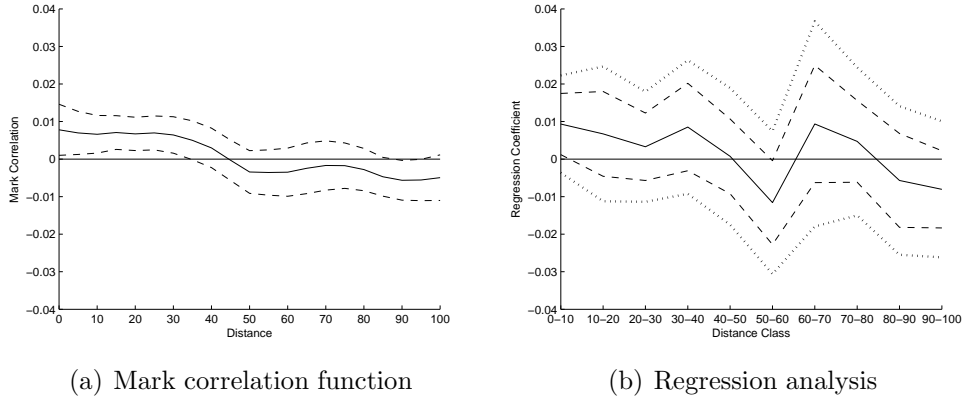 0.04
0.03
0.02
0.01
0
−0.01
−0.02
−0.03
−0.04
Mark Correlation
0 10 20 30 40 50 60 70 80 90 100
Distance
(a) Mark correlation function
0.04
0.03
0.02
0.01
0
−0.01
−0.02
−0.03
−0.04
Regression Coefficient
0−10 10−20 20−30 30−40 40−50 50−60 60−70 70−80 80−90 90−100
Distance Class
(b) Regression analysis